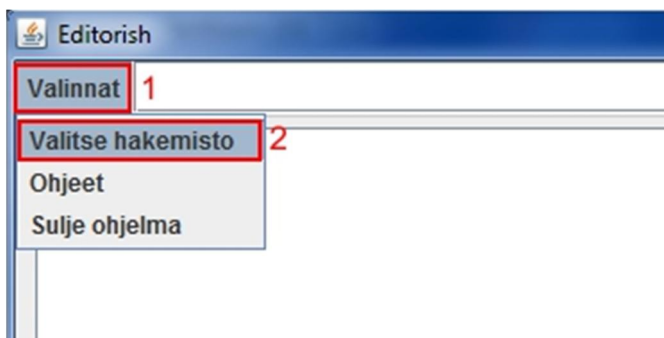 Editorish
Valinnat 1
Valitse hakemisto 2
Ohjeet
Sulje ohjelma